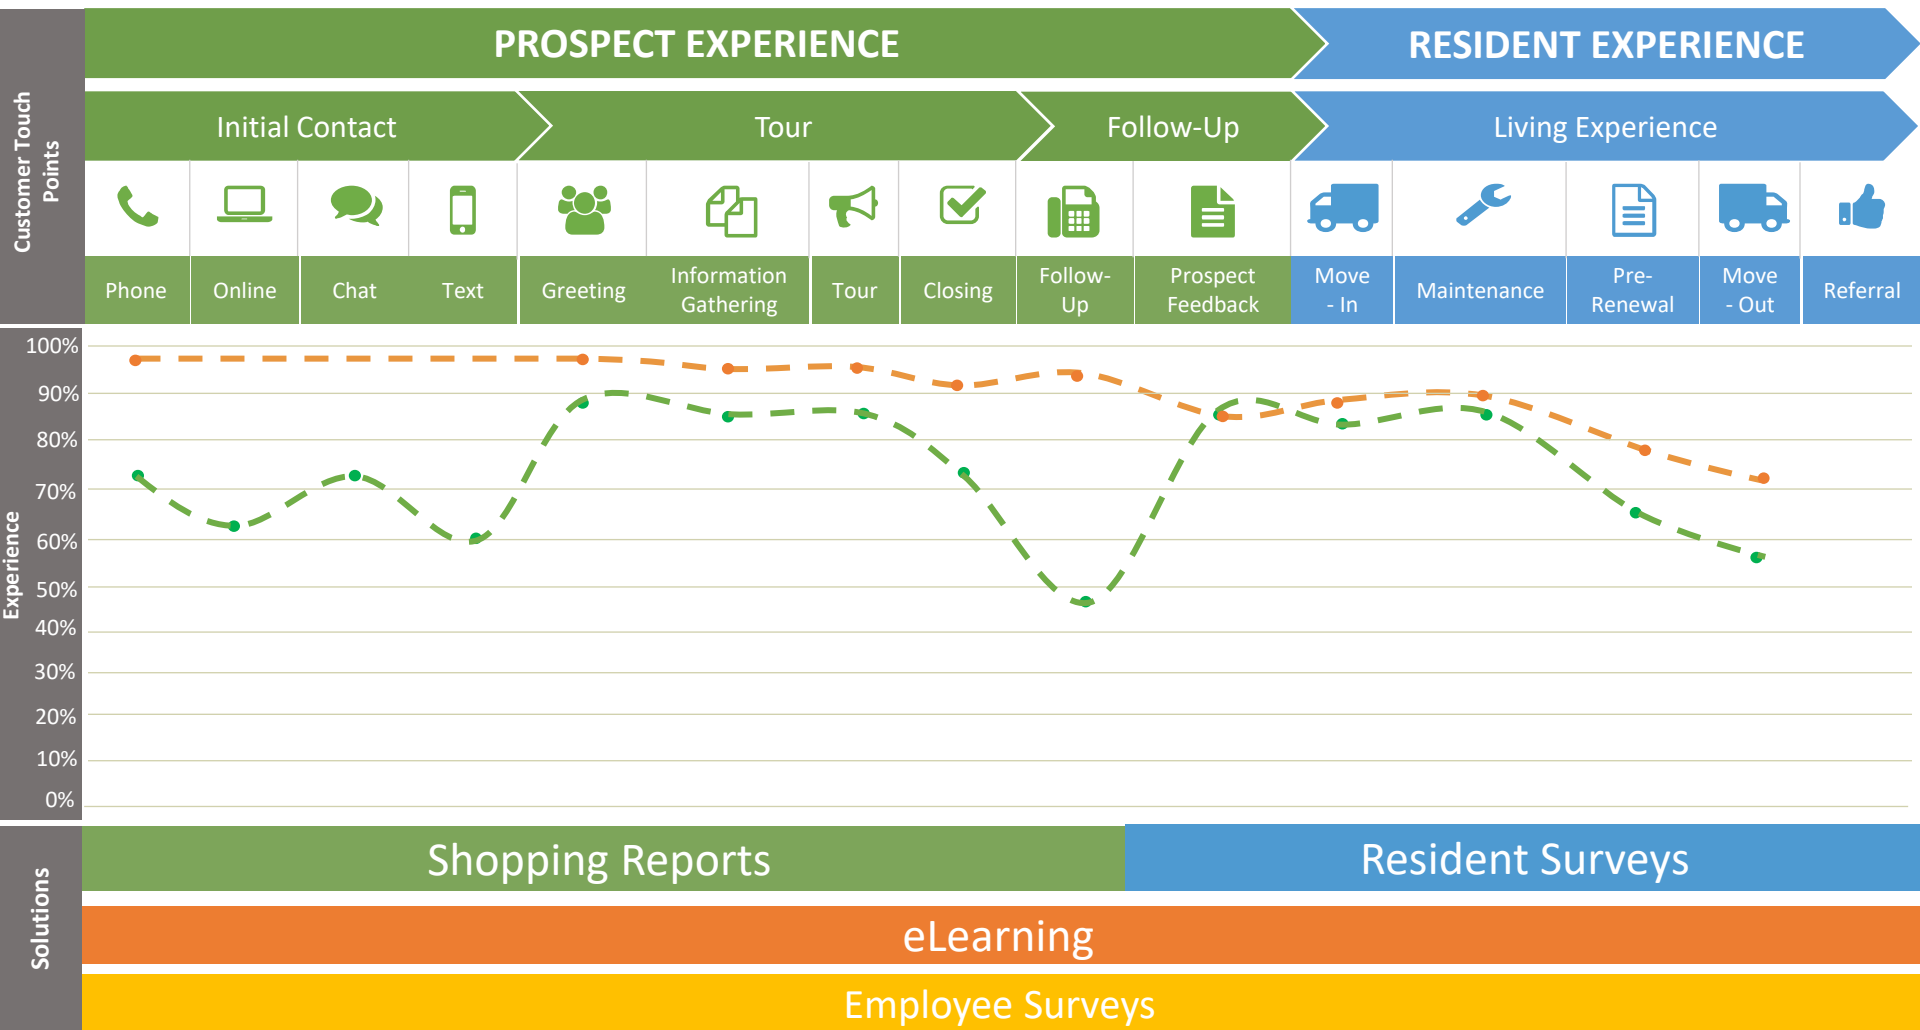 PROSPECT EXPERIENCE
RESIDENT EXPERIENCE
Customer Touch
Points
Initial Contact
Tour
Follow-Up
Living Experience
Phone
Online
Chat
Text
Greeting
Information
Gathering
Tour
Closing
Follow-
Up
Prospect
Feedback
Move
- In
Maintenance
Pre-
Renewal
Move
- Out
Referral
Experience
100%
90%
80%
70%
60%
50%
40%
30%
20%
10%
0%
Solutions
Shopping Reports
Resident Surveys
eLearning
Employee Surveys